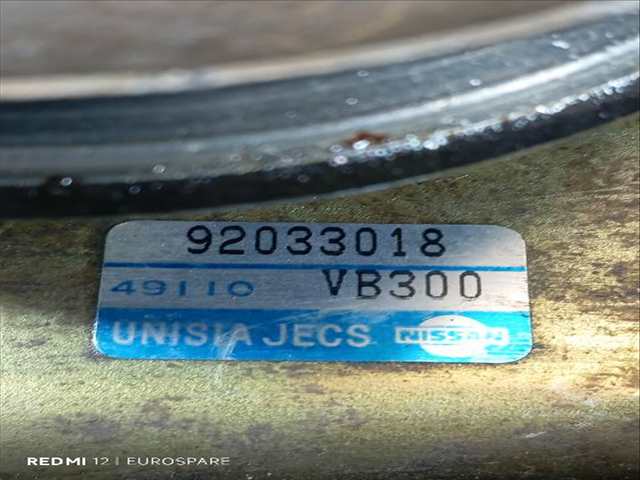 92033018
49110 VB300
UNISIA JECS NISSAN
REDMI 12 | EUROSPARE